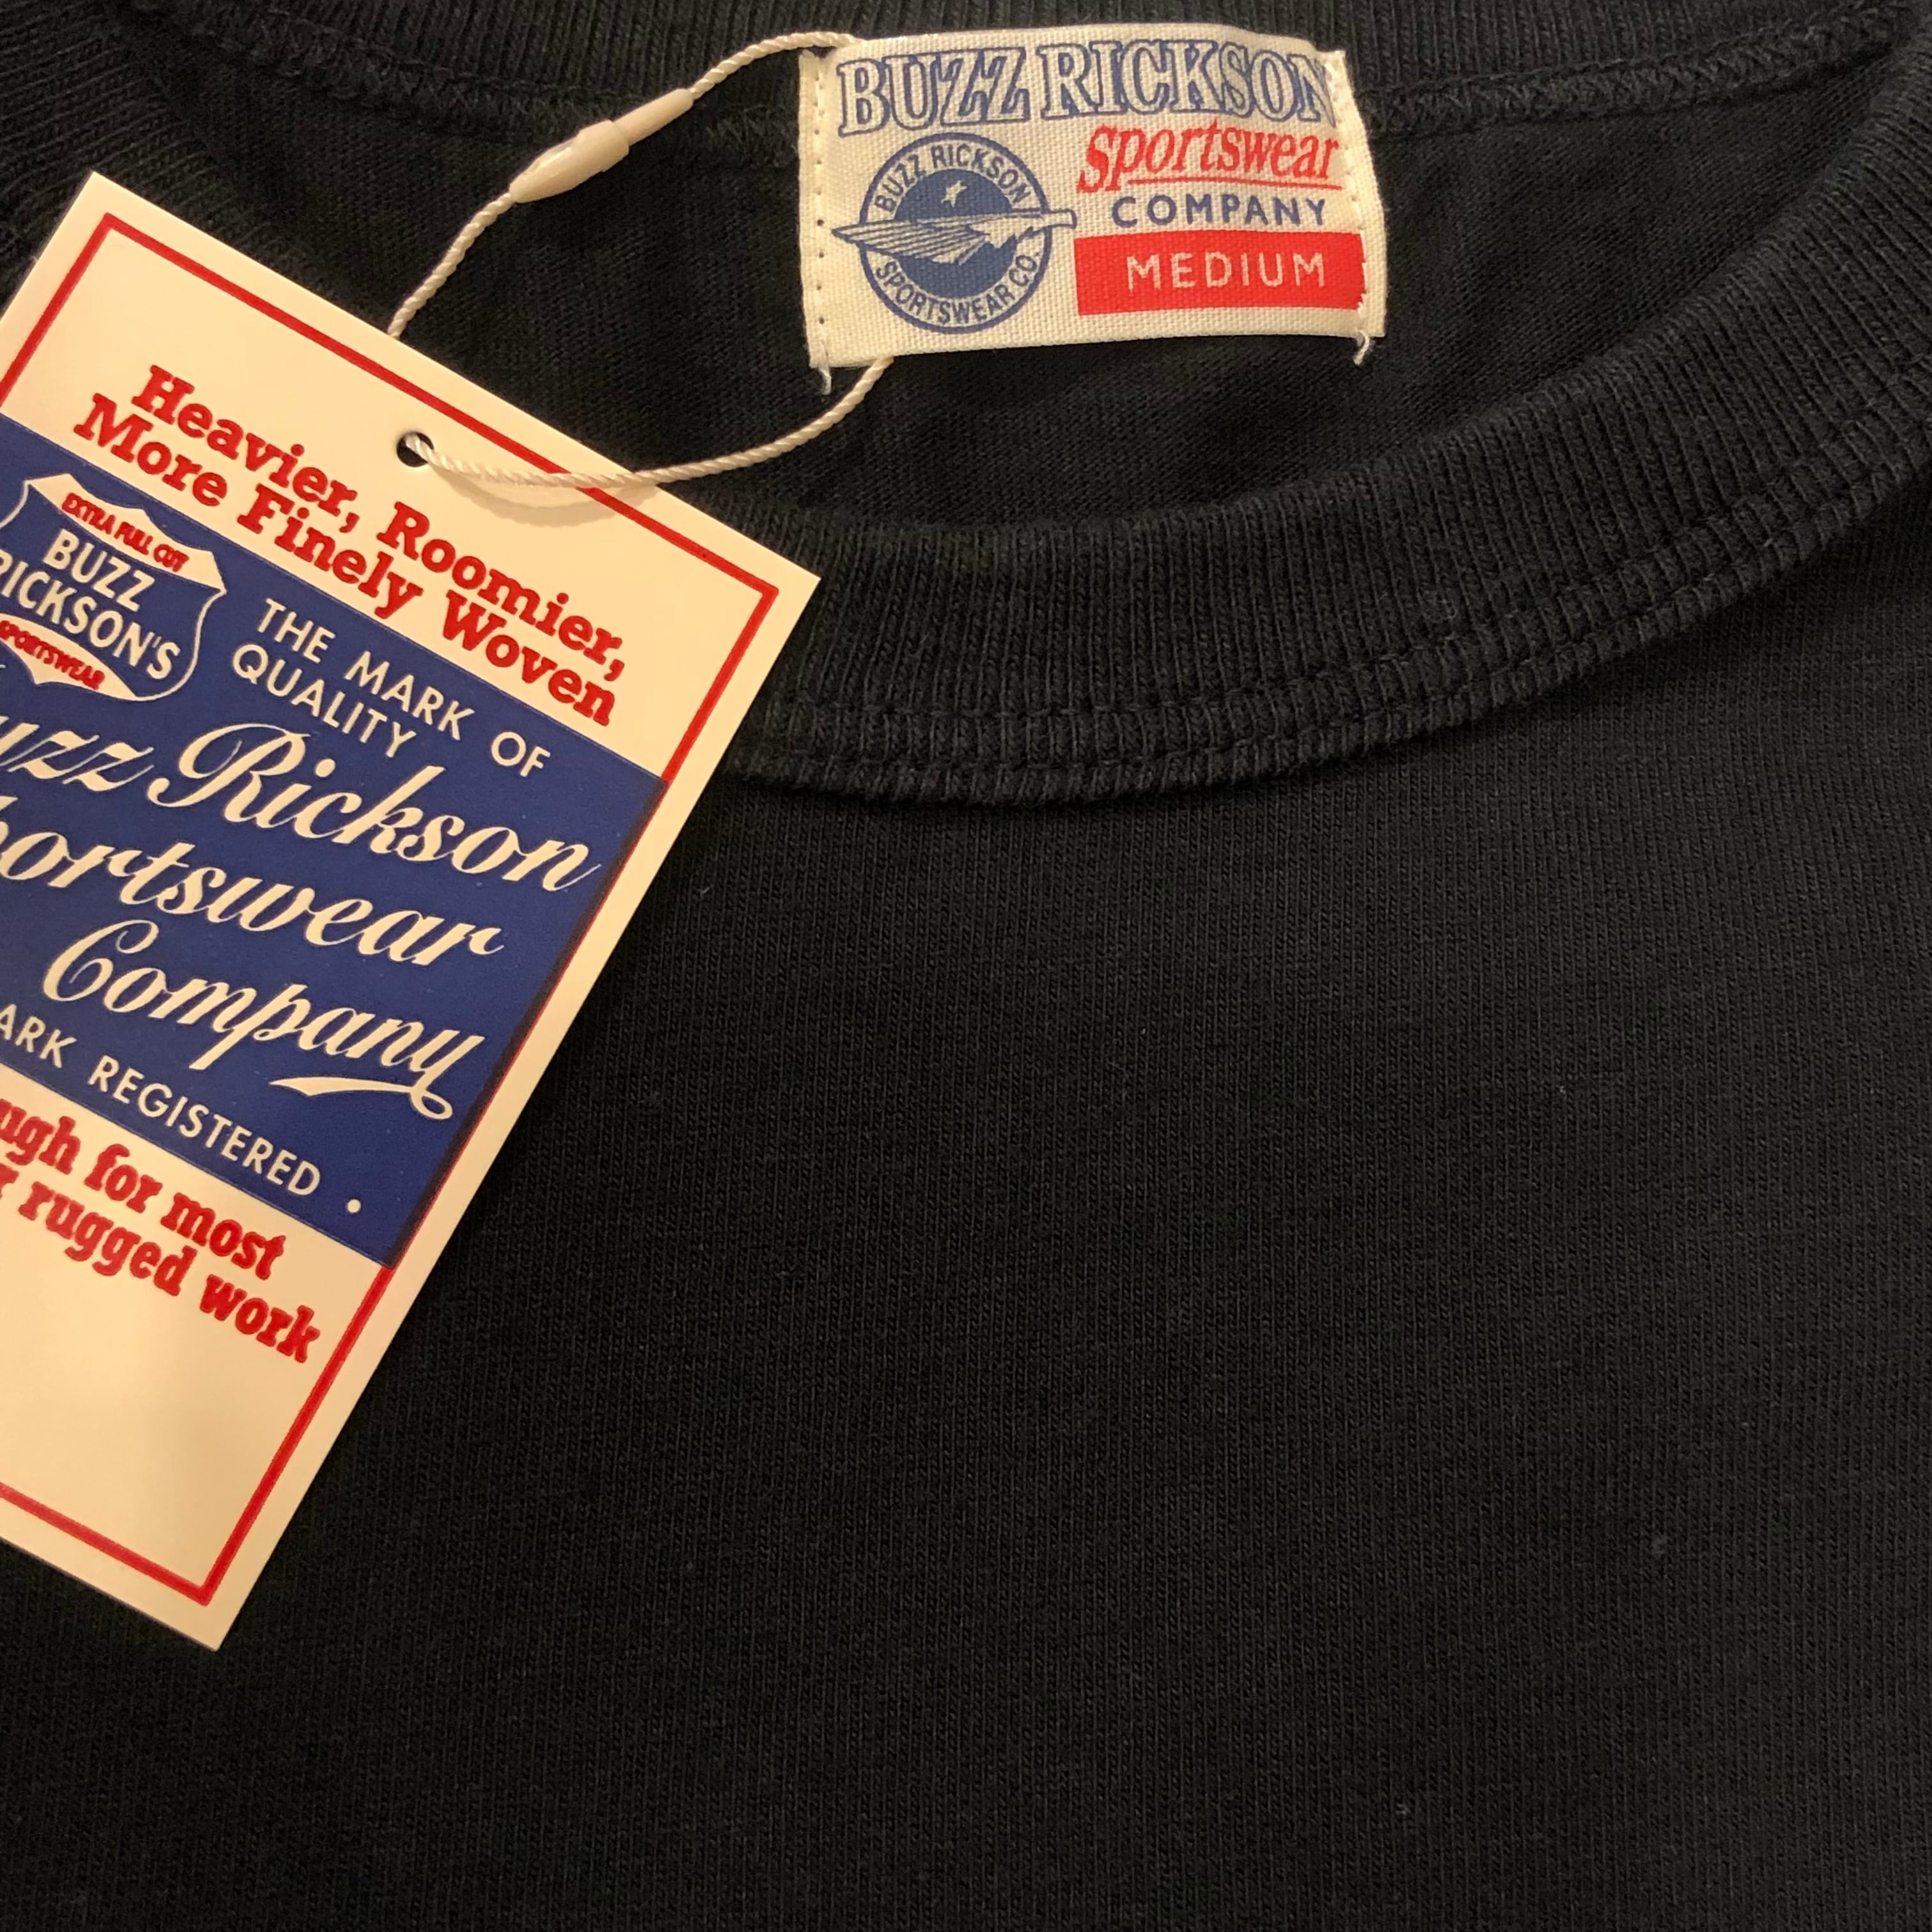 BUZZ RICKSON
Sportswear
COMPANY
MEDIUM
BUZZ RICKSON
SPORTSWEAR CO.
Heavier, Roomier,
More Finely Woven
EXTRA FULL CUT
BUZZ
RICKSON'S
SPORTSWEAR
THE MARK OF
QUALITY
Rickson
Company
REGISTERED
for most
rugged work